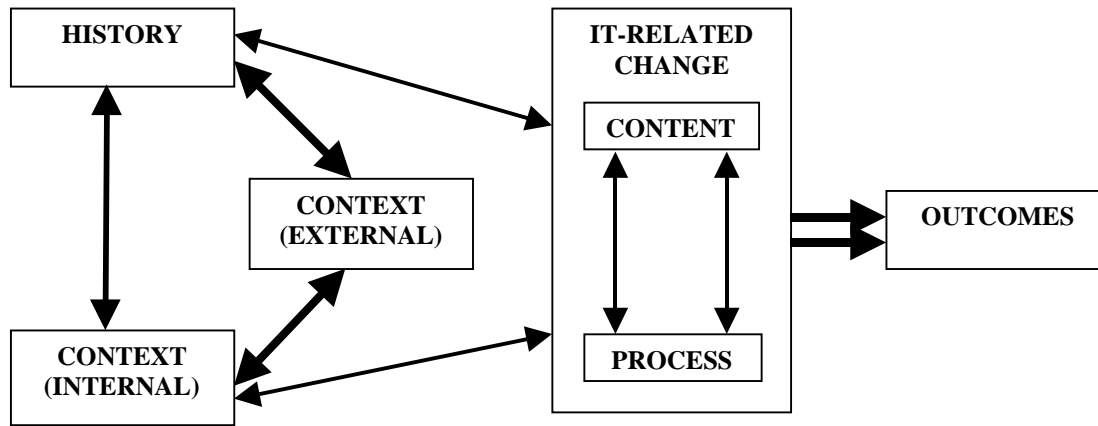 HISTORY
IT-RELATED
CHANGE
CONTENT
CONTEXT
(EXTERNAL)
OUTCOMES
CONTEXT
(INTERNAL)
PROCESS